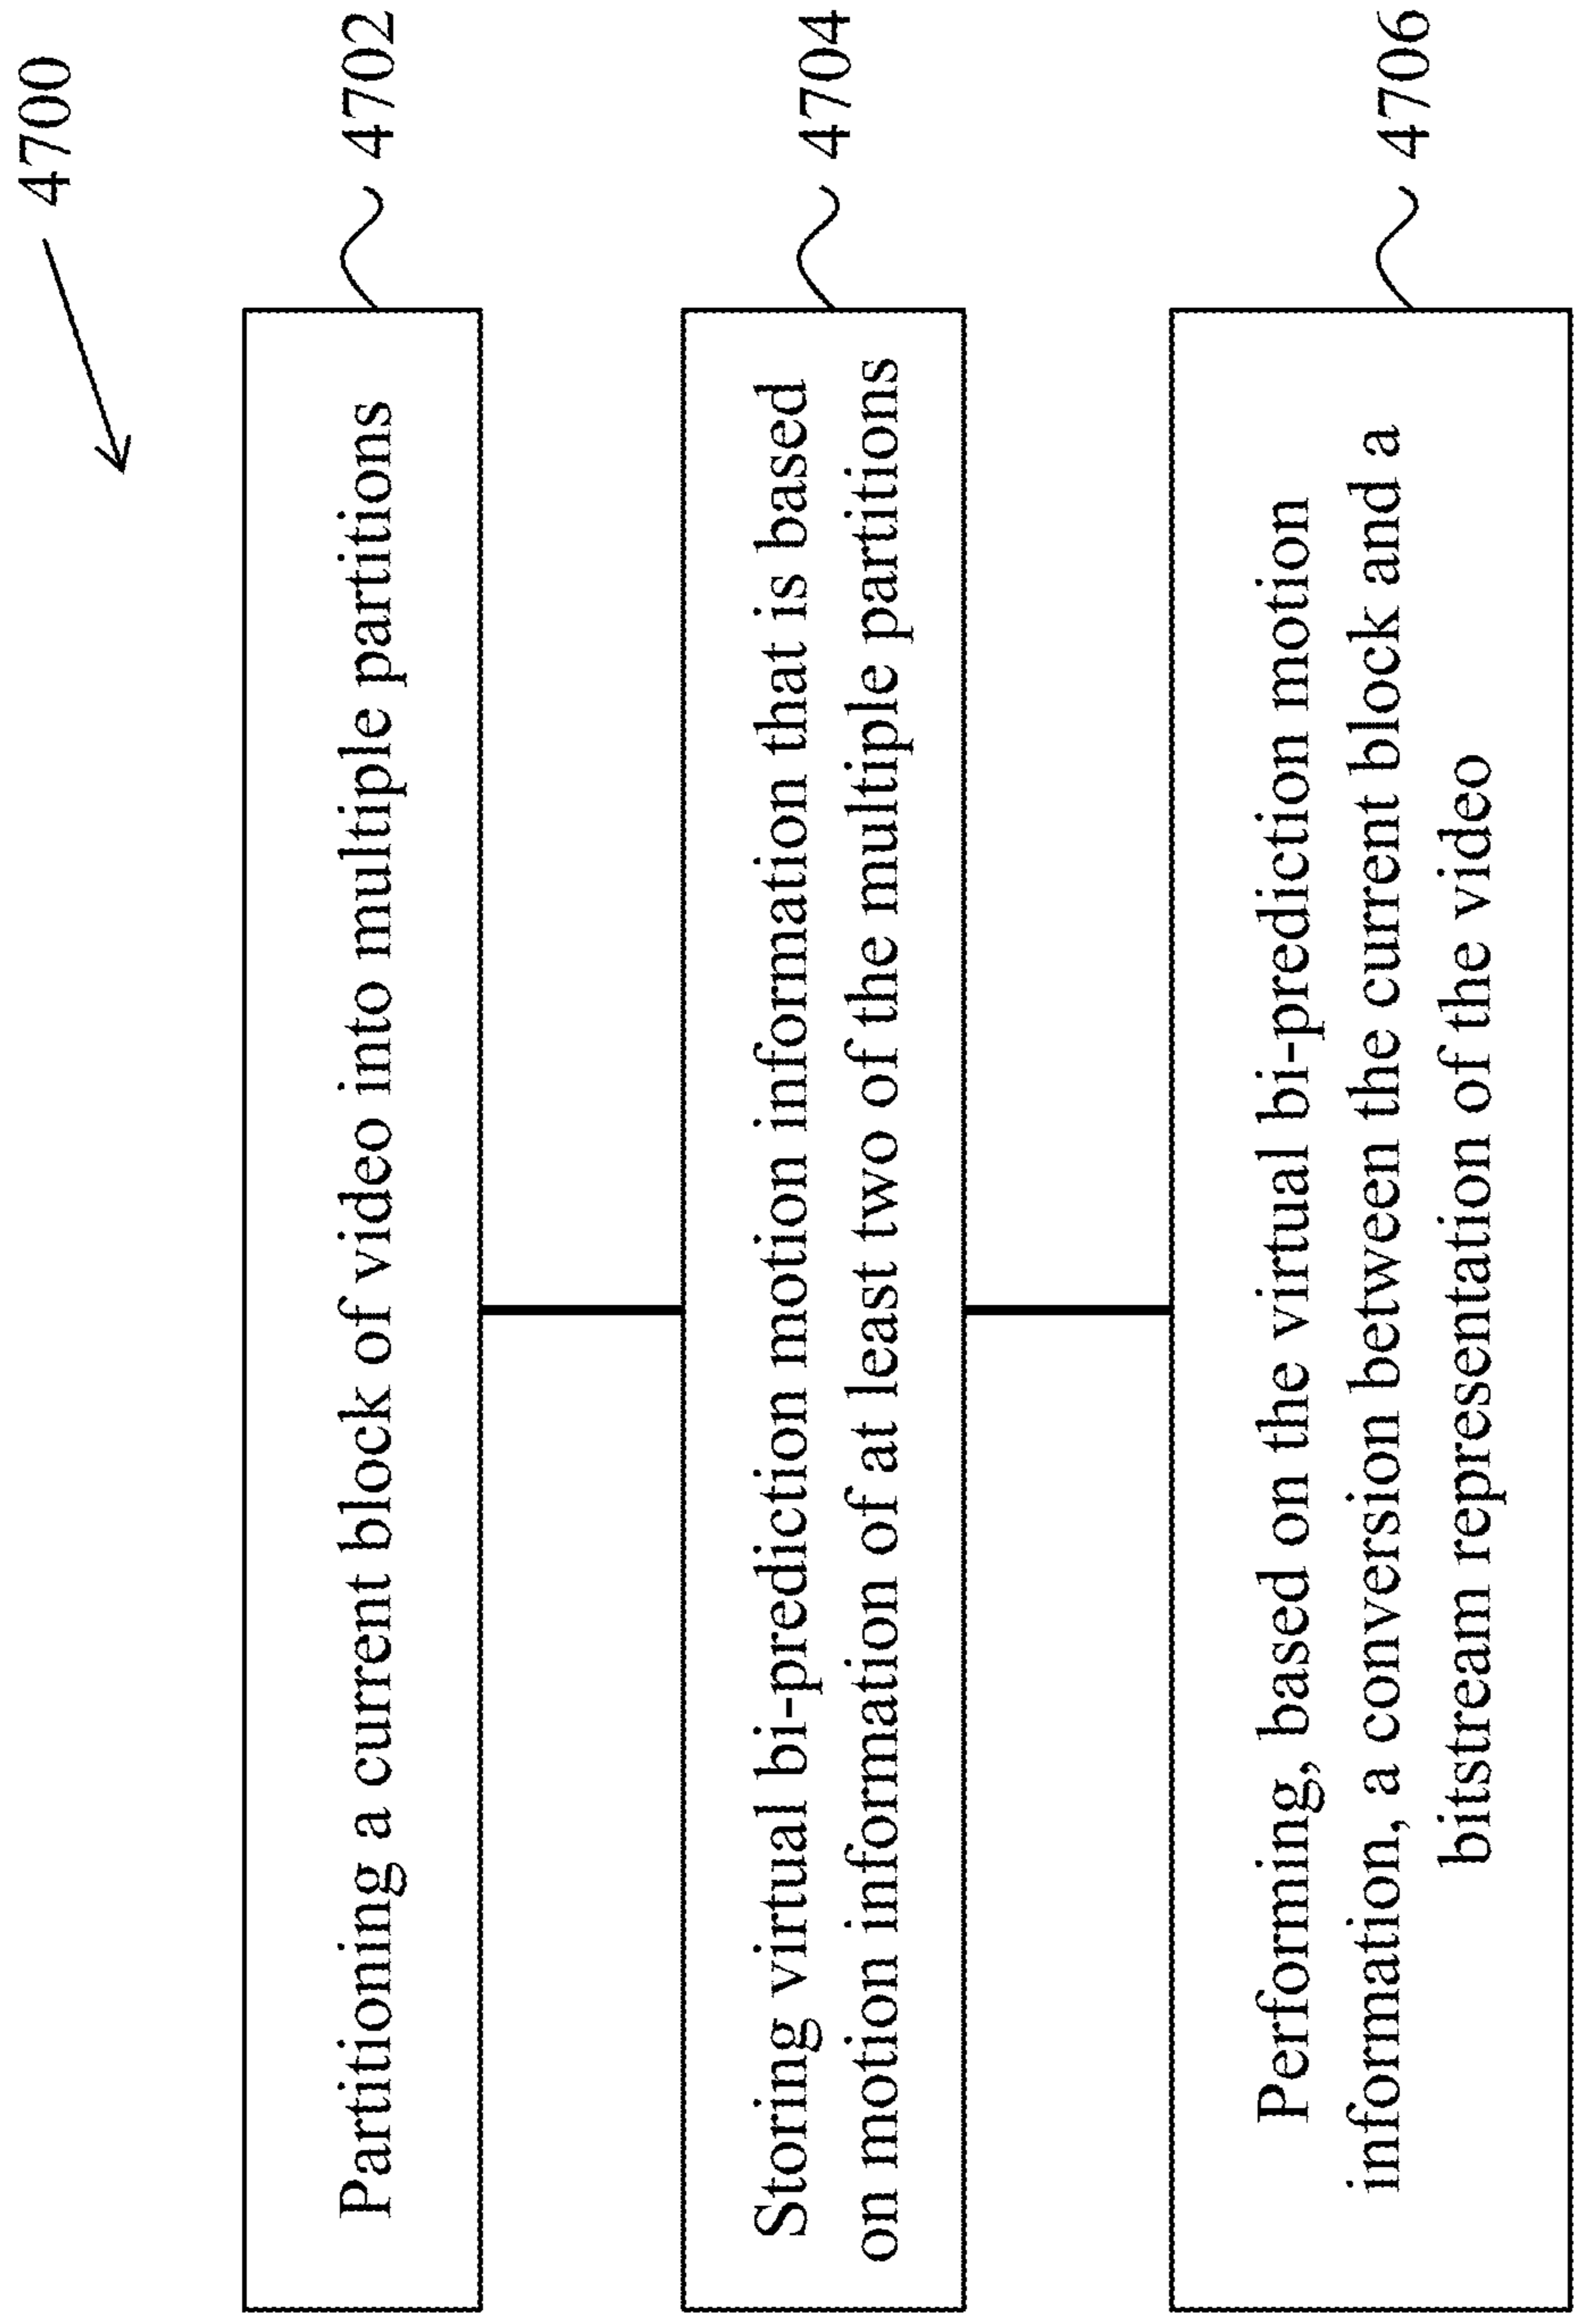 4700
Partitioning a current block of video into multiple partitions
4702
Storing virtual bi-prediction motion information that is based
on motion information of at least two of the multiple partitions
4704
Performing, based on the virtual bi-prediction motion
information, a conversion between the current block and a
bitstream representation of the video
4706